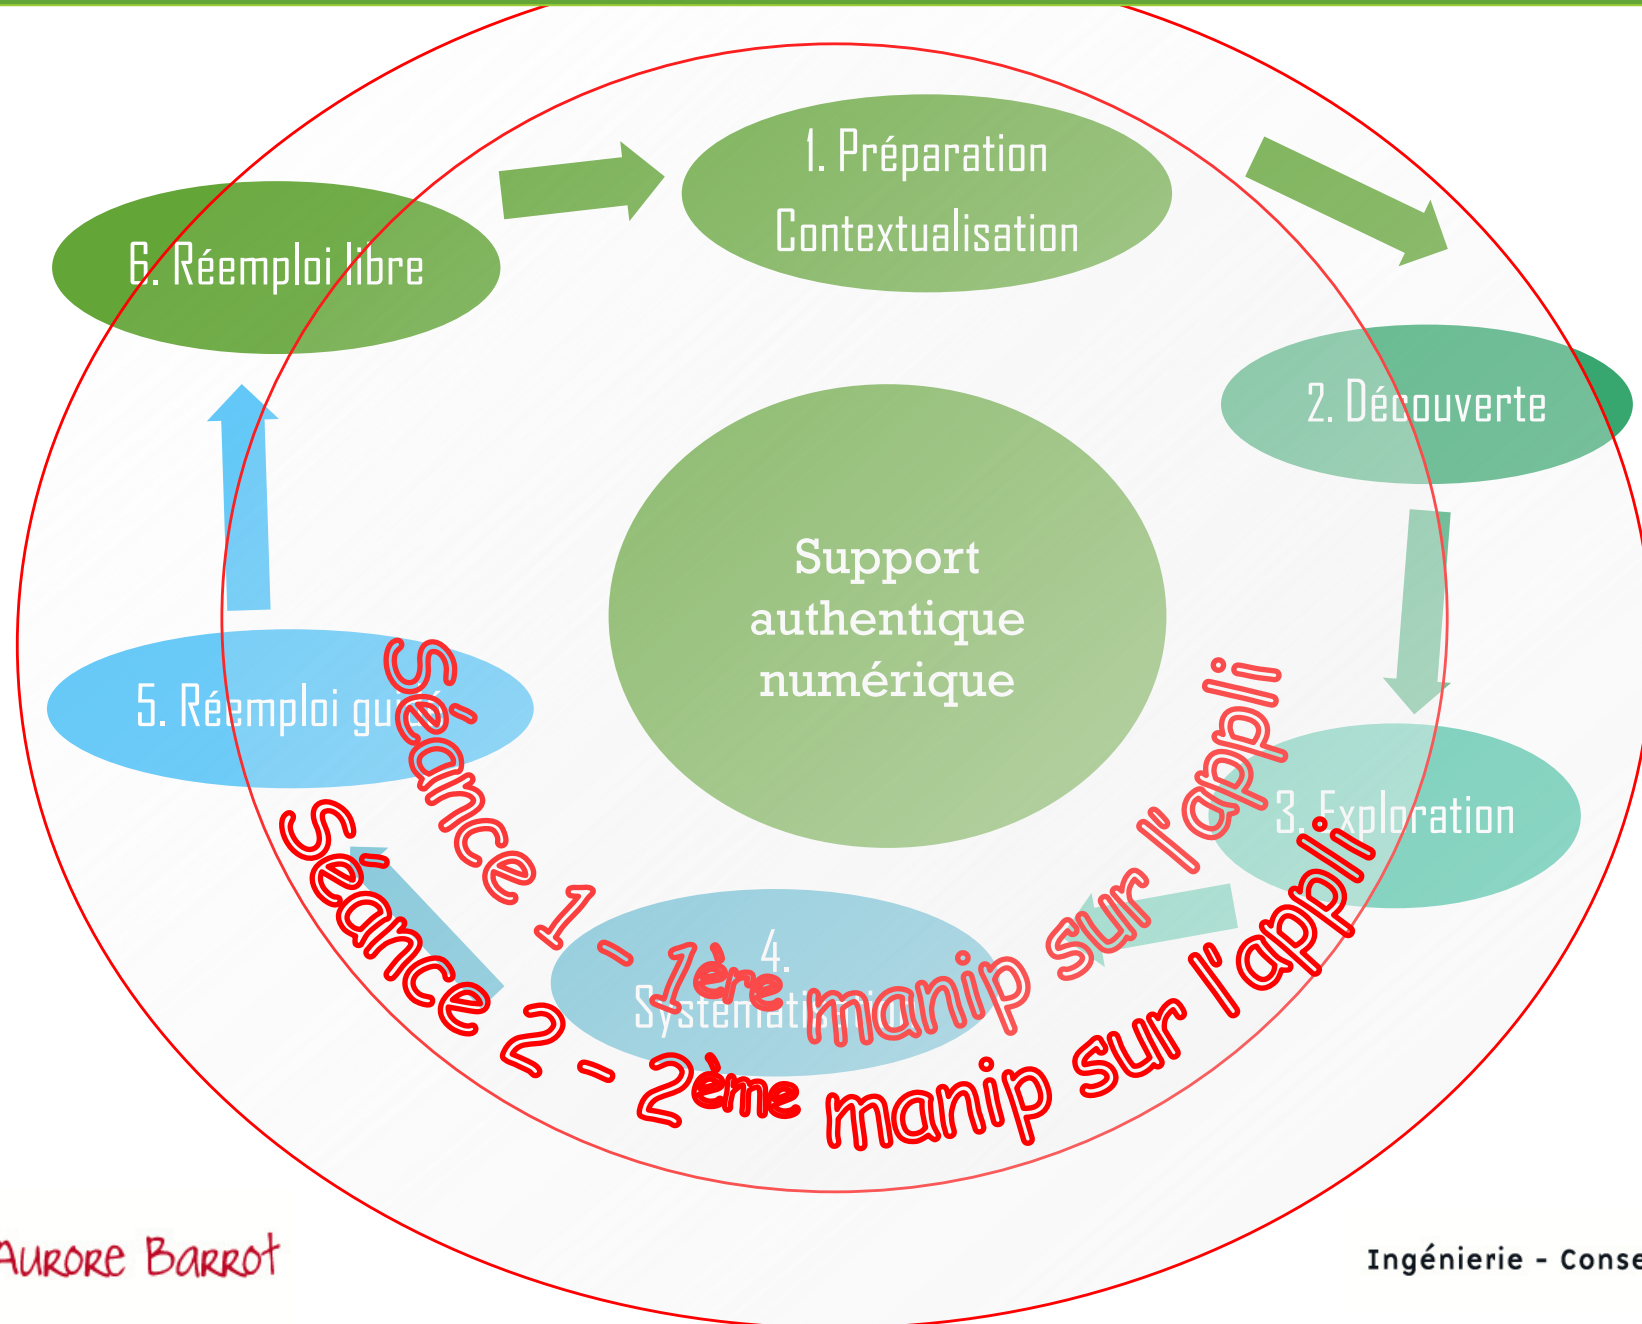 1. Préparation
Contextualisation
6. Réemploi libre
2. Découverte
Support
authentique
numérique
5. Réemploi guidé
3. Exploration
4.
Systématisation
Séance 1 - 1ère manip sur l'appli
Séance 2 - 2ème manip sur l'appli
Aurore Barrot
Ingénierie - Conse